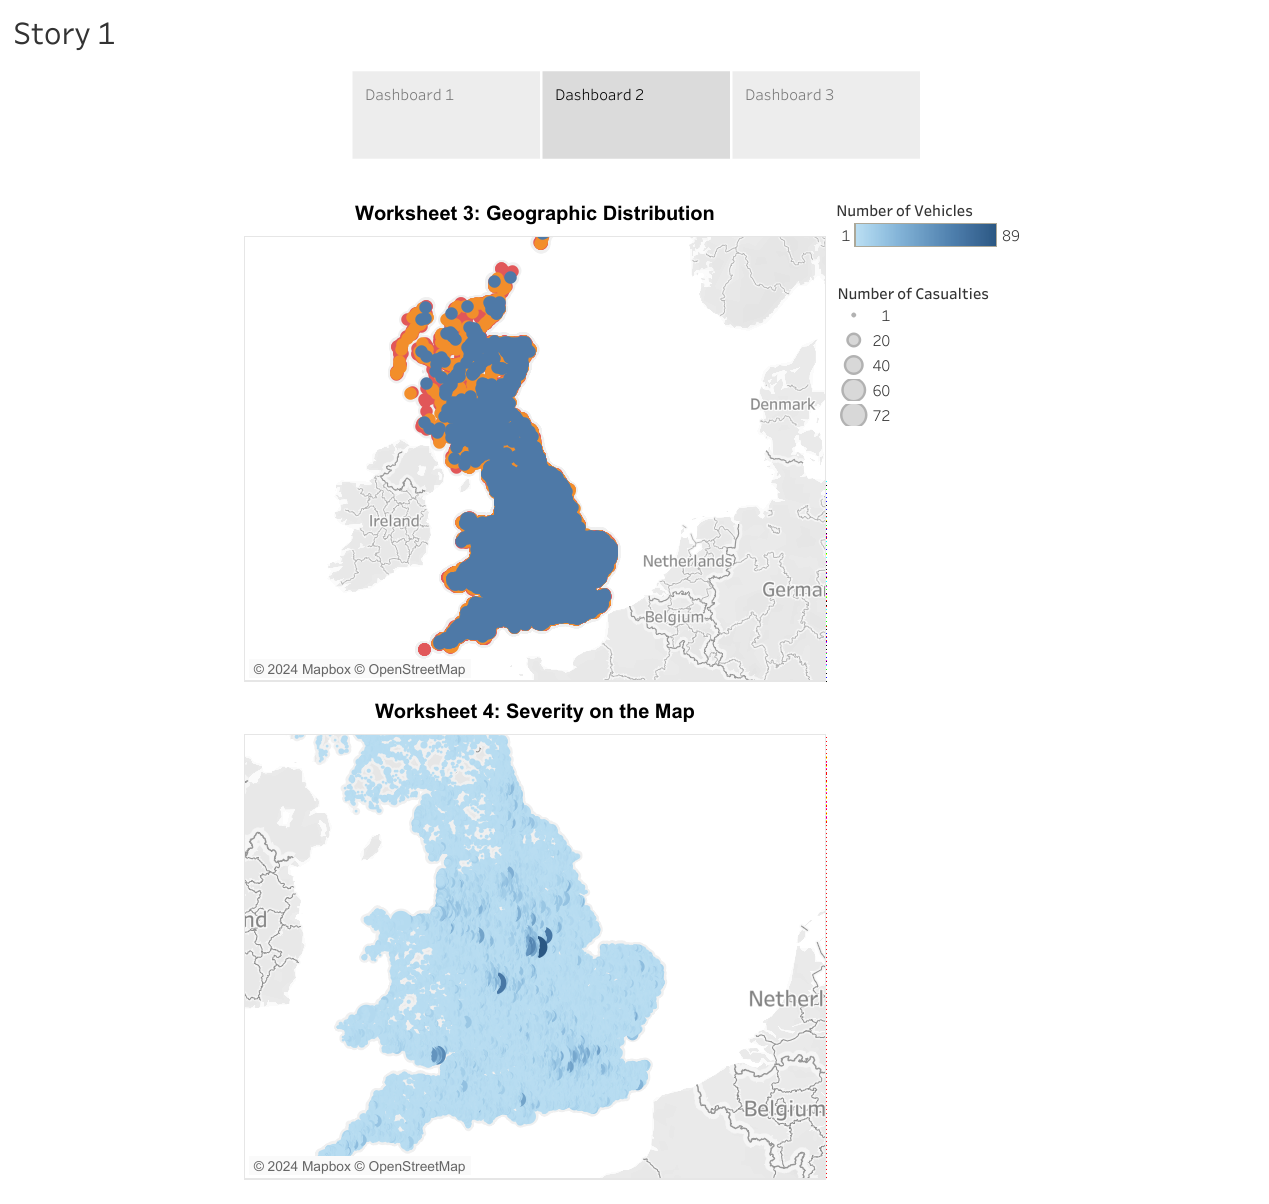 Story 1
Dashboard 1
Dashboard 2
Dashboard 3
Worksheet 3: Geographic Distribution
Number of Vehicles
1
89
Number of Casualties
1
20
40
60
72
Denmark
Ireland
Netherlands
Germa
Belgium
© 2024 Mapbox © OpenStreetMap
Worksheet 4: Severity on the Map
nd
Netherl
Belgium
© 2024 Mapbox © OpenStreetMap